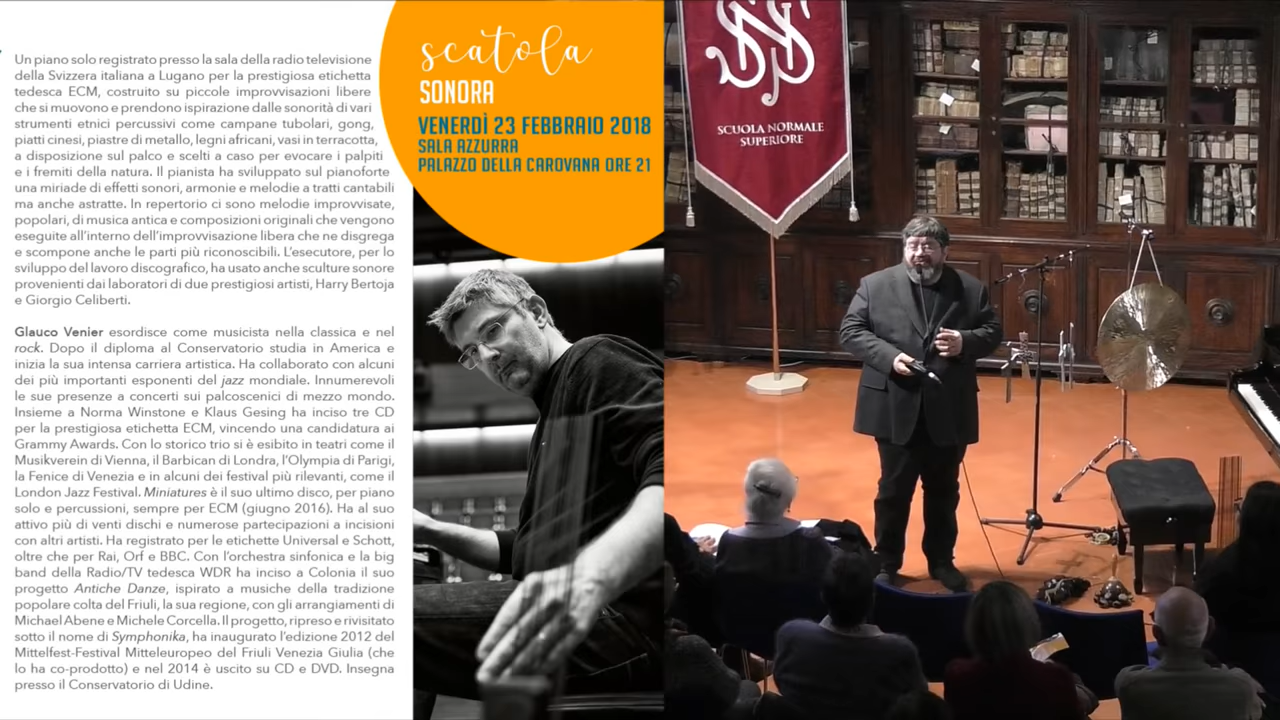 Un piano solo registrato presso la sala della radio televisione
della Svizzera italiana a Lugano per la prestigiosa etichetta
tedesca ECM, costruito su piccole improvvisazioni libere
che si muovono e prendono ispirazione dalle sonorità di vari
strumenti etnici percussivi come campane tubolari, gong,
piatti cinesi, piastre di metallo, legni africani, vasi in terracotta,
a disposizione sul palco e scelti a caso per evocare i palpiti
e i fremiti della natura. Il pianista ha sviluppato sul pianoforte
una miriade di effetti sonori, armonie e melodie a tratti cantabili
ma anche astratte. In repertorio ci sono melodie improvvisate,
popolari, di musica antica e composizioni originali che vengono
eseguite all'interno dell'improvvisazione libera che ne disgrega
e scompone anche le parti più riconoscibili. L'esecutore, per lo
sviluppo del lavoro discografico, ha usato anche sculture sonore
provenienti dai laboratori di due prestigiosi artisti, Harry Bertoja
e Giorgio Celiberti.
Glauco Venier esordisce come musicista nella classica e nel
rock. Dopo il diploma al Conservatorio studia in America e
inizia la sua intensa carriera artistica. Ha collaborato con alcuni
dei più importanti esponenti del jazz mondiale. Innumerevoli
le sue presenze a concerti sui palcoscenici di mezzo mondo.
Insieme a Norma Winstone e Klaus Gesing ha inciso tre CD
per la prestigiosa etichetta ECM, vincendo una candidatura ai
Grammy Awards. Con lo storico trio si è esibito in teatri come il
Musikverein di Vienna, il Barbican di Londra, l'Olympia di Parigi,
la Fenice di Venezia e in alcuni dei festival più rilevanti, come il
London Jazz Festival. Miniatures è il suo ultimo disco, per piano
solo e percussioni, sempre per ECM (giugno 2016). Ha al suo
attivo più di venti dischi e numerose partecipazioni a incisioni
con altri artisti. Ha registrato per le etichette Universal e Schott,
oltre che per Rai, Orf e BBC. Con l'orchestra sinfonica e la big
band della Radio/TV tedesca WDR ha inciso a Colonia il suo
progetto Antiche Danze, ispirato a musiche della tradizione
popolare colta del Friuli, la sua regione, con gli arrangiamenti di
Michael Abene e Michele Corcella. Il progetto, ripreso e rivisitato
sotto il nome di Symphonika, ha inaugurato l'edizione 2012 del
Mittelfest-Festival Mitteleuropeo del Friuli Venezia Giulia (che
lo ha co-prodotto) e nel 2014 è uscito su CD e DVD. Insegna
presso il Conservatorio di Udine.
scatola
SONORA
VENERDÌ 23 FEBBRAIO 2018
SALA AZZURRA
PALAZZO DELLA CAROVANA ORE 21
SNS
SCUOLA NORMALE
SUPERIORE